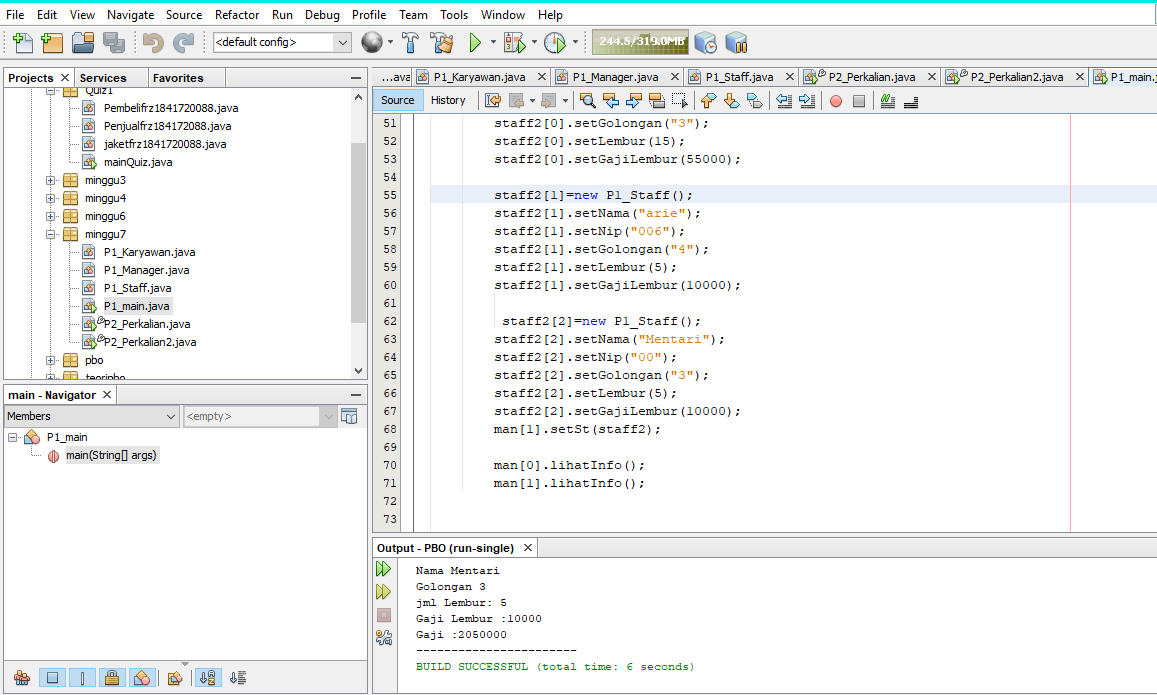 File Edit View Navigate Source Refactor Run Debug Profile Team Tools Window Help
<default config>
244.5/319.0MB
Projects Services Favorites
Quiz1
Pembelifrz1841720088.java
Penjualfrz184172088.java
jaketfrz1841720088.java
mainQuiz.java
minggu3
minggu4
minggu6
minggu7
P1_Karyawan.java
P1_Manager.java
P1_Staff.java
P1_main.java
P2_Perkalian.java
P2_Perkalian2.java
pbo
teoripbo
main - Navigator
Members
<empty>
P1_main
main(String[] args)
...ava P1_Karyawan.java P1_Manager.java P1_Staff.java P2_Perkalian.java P2_Perkalian2.java P1_main.j
Source History
51 staff2[0].setGolongan("3");
52 staff2[0].setLembur(15);
53 staff2[0].setGajiLembur(55000);
54
55 staff2[1]=new P1_Staff();
56 staff2[1].setNama("arie");
57 staff2[1].setNip("006");
58 staff2[1].setGolongan("4");
59 staff2[1].setLembur(5);
60 staff2[1].setGajiLembur(10000);
61
62 staff2[2]=new P1_Staff();
63 staff2[2].setNama("Mentari");
64 staff2[2].setNip("00");
65 staff2[2].setGolongan("3");
66 staff2[2].setLembur(5);
67 staff2[2].setGajiLembur(10000);
68 man[1].setSt(staff2);
69
70 man[0].lihatInfo();
71 man[1].lihatInfo();
72
73
Output - PBO (run-single)
Nama Mentari
Golongan 3
jml Lembur: 5
Gaji Lembur :10000
Gaji :2050000
-----------------------
BUILD SUCCESSFUL (total time: 6 seconds)